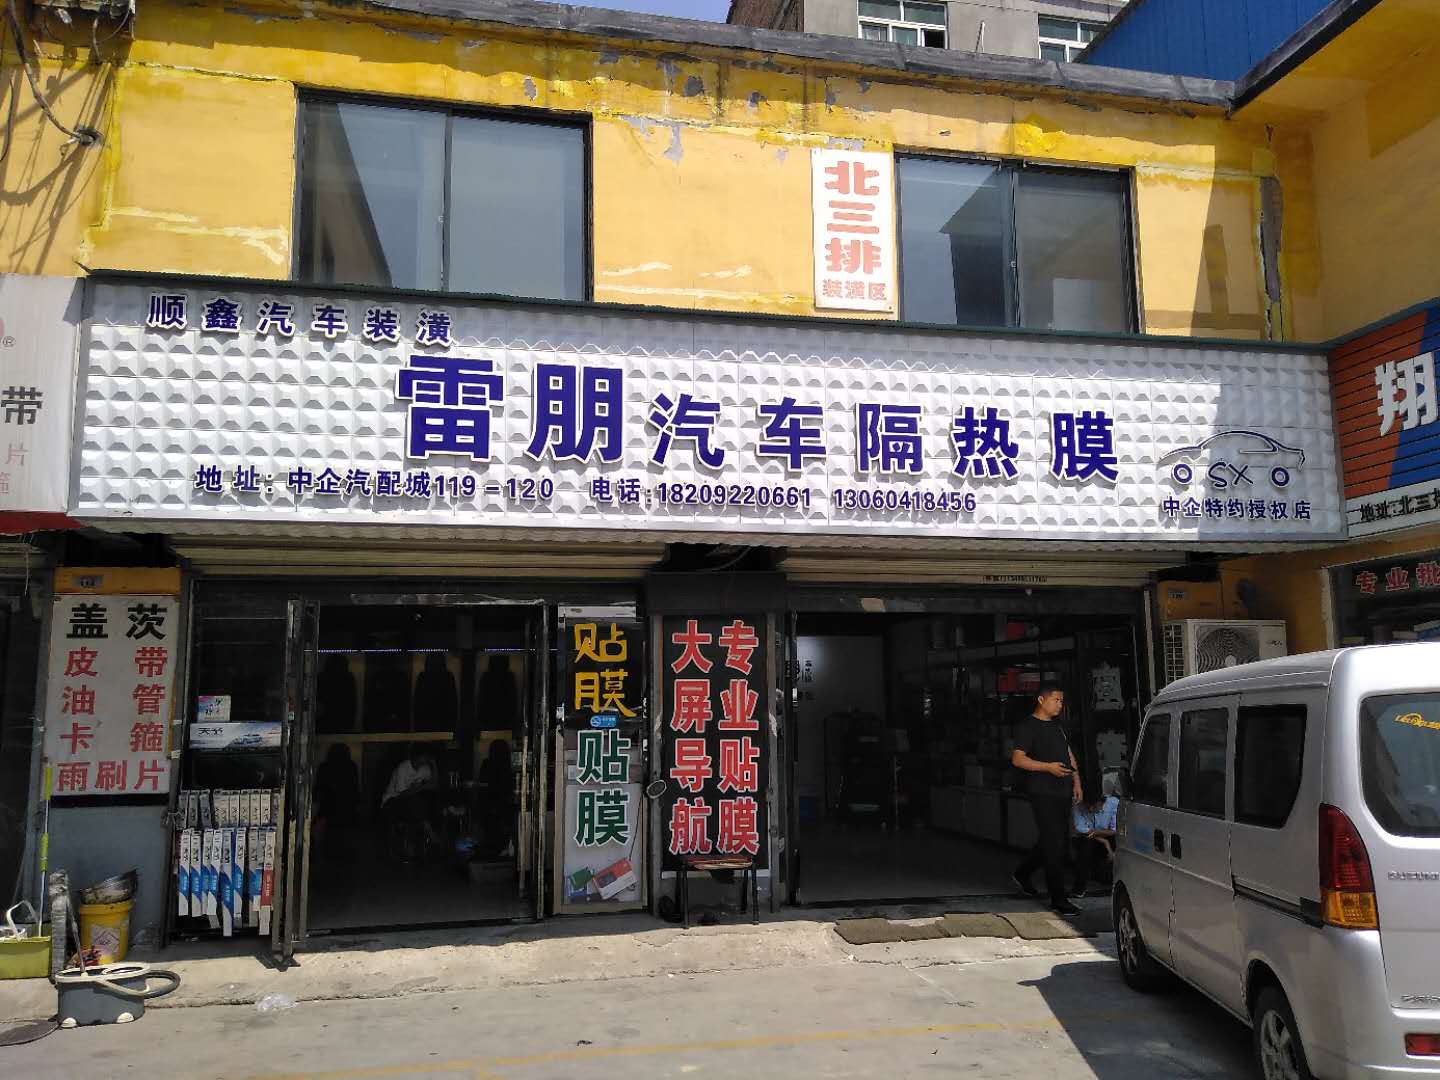 北三排
装潢区
顺鑫汽车装潢
雷朋汽车隔热膜
地址:中企汽配城119-120 电话:18209220661 13060418456
SX
中企特约授权店
带
片
翔
地址:北三排
专业批
盖茨
皮带
油管
卡箍
雨刷片
贴膜
贴膜
专业贴膜
大屏导航